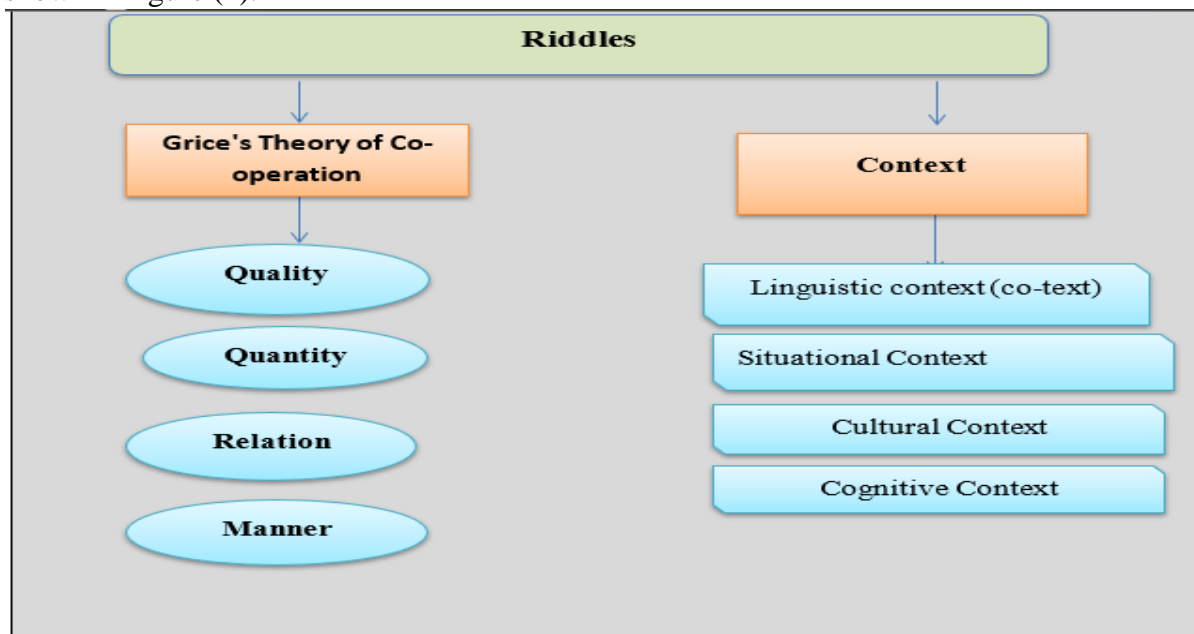 Riddles
Grice's Theory of Co-
operation
Context
Quality
Quantity
Relation
Manner
Linguistic context (co-text)
Situational Context
Cultural Context
Cognitive Context